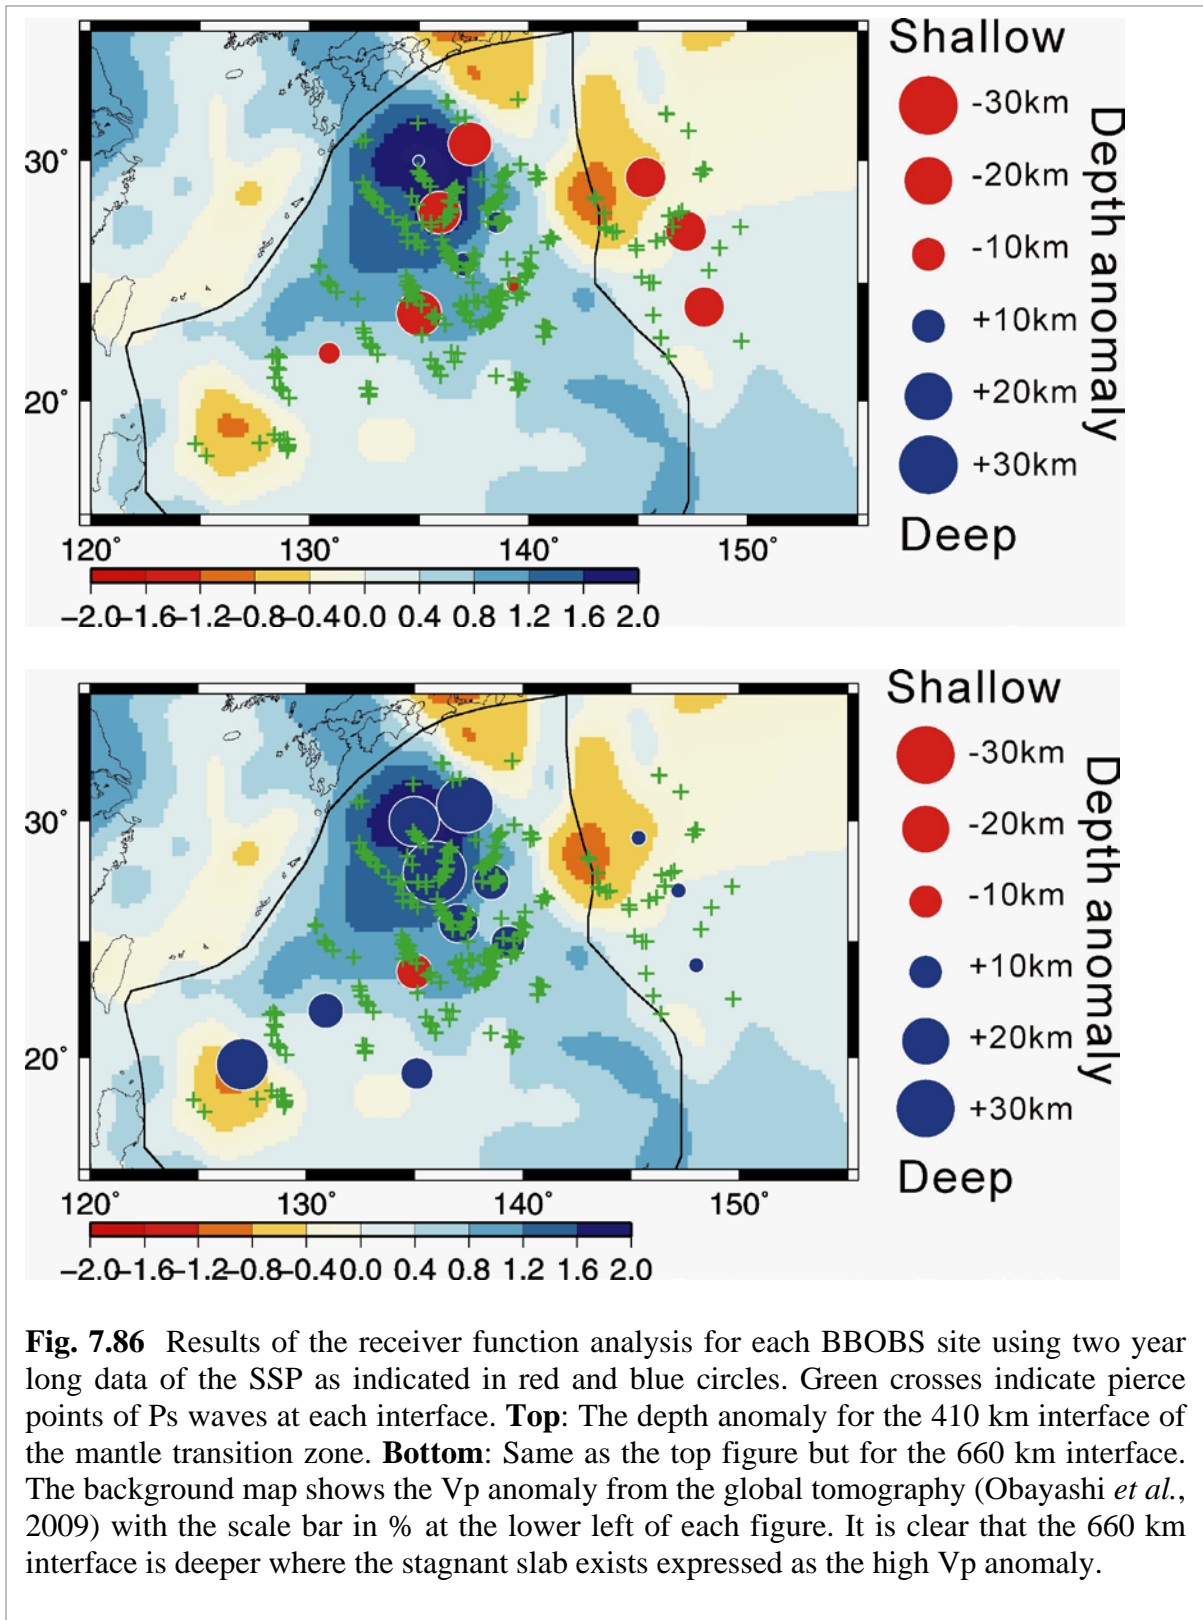 Shallow
-30km
-20km
-10km
+10km
+20km
+30km
Deep
Depth anomaly
30°
20°
120° 130° 140° 150°
−2.0−1.6−1.2−0.8−0.4 0.0 0.4 0.8 1.2 1.6 2.0
Shallow
-30km
-20km
-10km
+10km
+20km
+30km
Deep
Depth anomaly
30°
20°
120° 130° 140° 150°
−2.0−1.6−1.2−0.8−0.4 0.0 0.4 0.8 1.2 1.6 2.0
Fig. 7.86 Results of the receiver function analysis for each BBOBS site using two year
long data of the SSP as indicated in red and blue circles. Green crosses indicate pierce
points of Ps waves at each interface. Top: The depth anomaly for the 410 km interface of
the mantle transition zone. Bottom: Same as the top figure but for the 660 km interface.
The background map shows the Vp anomaly from the global tomography (Obayashi et al.,
2009) with the scale bar in % at the lower left of each figure. It is clear that the 660 km
interface is deeper where the stagnant slab exists expressed as the high Vp anomaly.